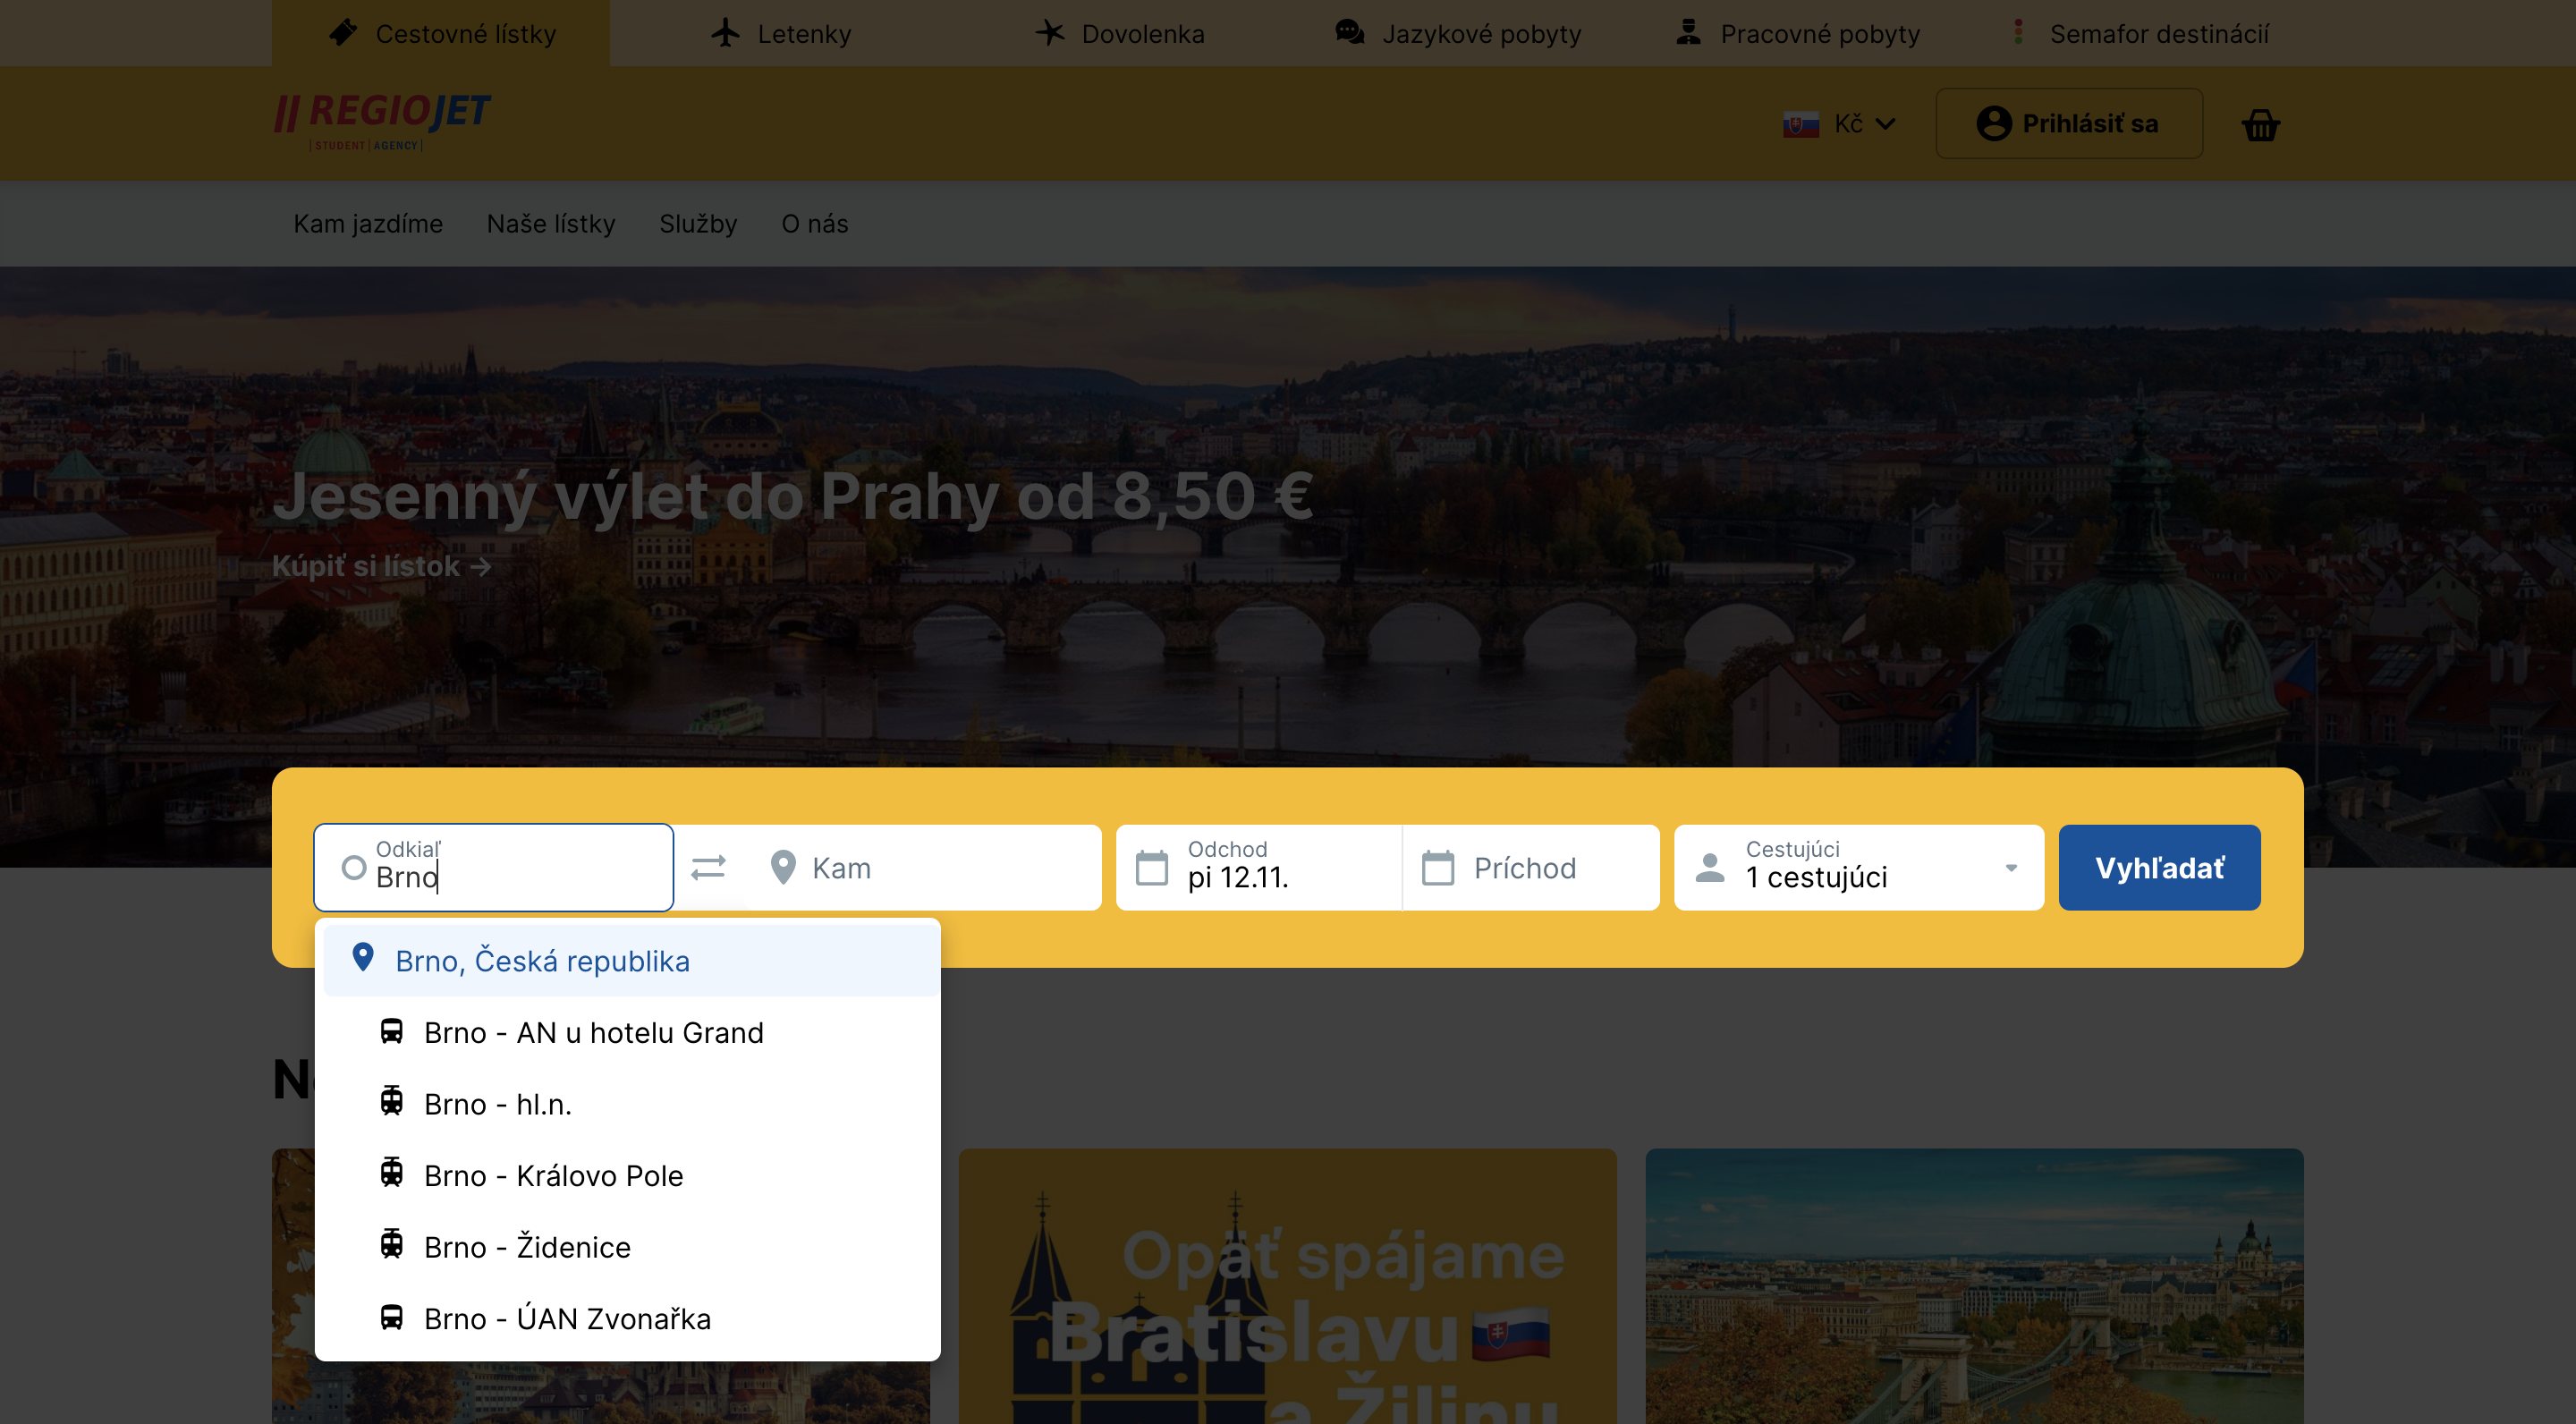 Cestovné lístky
Letenky
Dovolenka
Jazykové pobyty
Pracovné pobyty
Semafor destinácií
REGIOJET
STUDENT AGENCY
Kč
Prihlásiť sa
Kam jazdíme
Naše lístky
Služby
O nás
Jesenný výlet do Prahy od 8,50 €
Kúpiť si lístok →
Odkiaľ
Brno
Kam
Odchod
pi 12.11.
Príchod
Cestujúci
1 cestujúci
Vyhľadať
Brno, Česká republika
Brno - AN u hotelu Grand
Brno - hl.n.
Brno - Královo Pole
Brno - Židenice
Brno - ÚAN Zvonařka
Opäť spájame
Bratislavu
a Žilinu